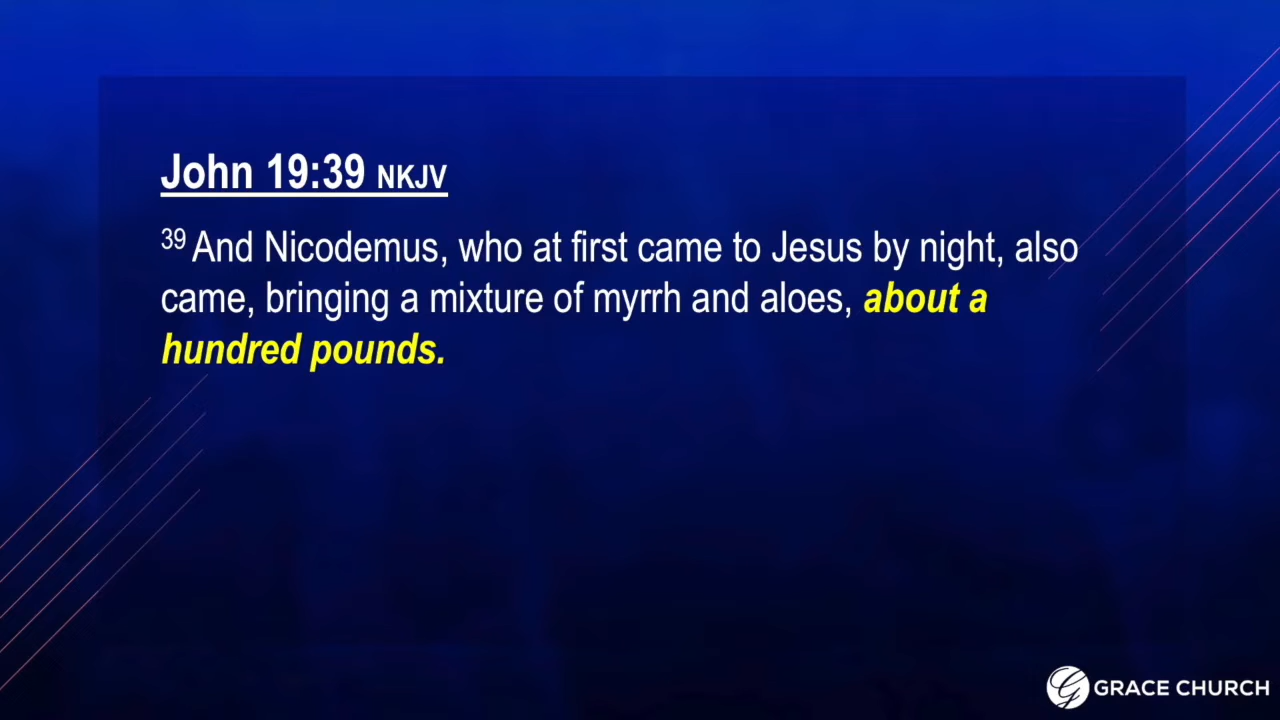 John 19:39 NKJV
39 And Nicodemus, who at first came to Jesus by night, also
came, bringing a mixture of myrrh and aloes, about a
hundred pounds.
GRACE CHURCH